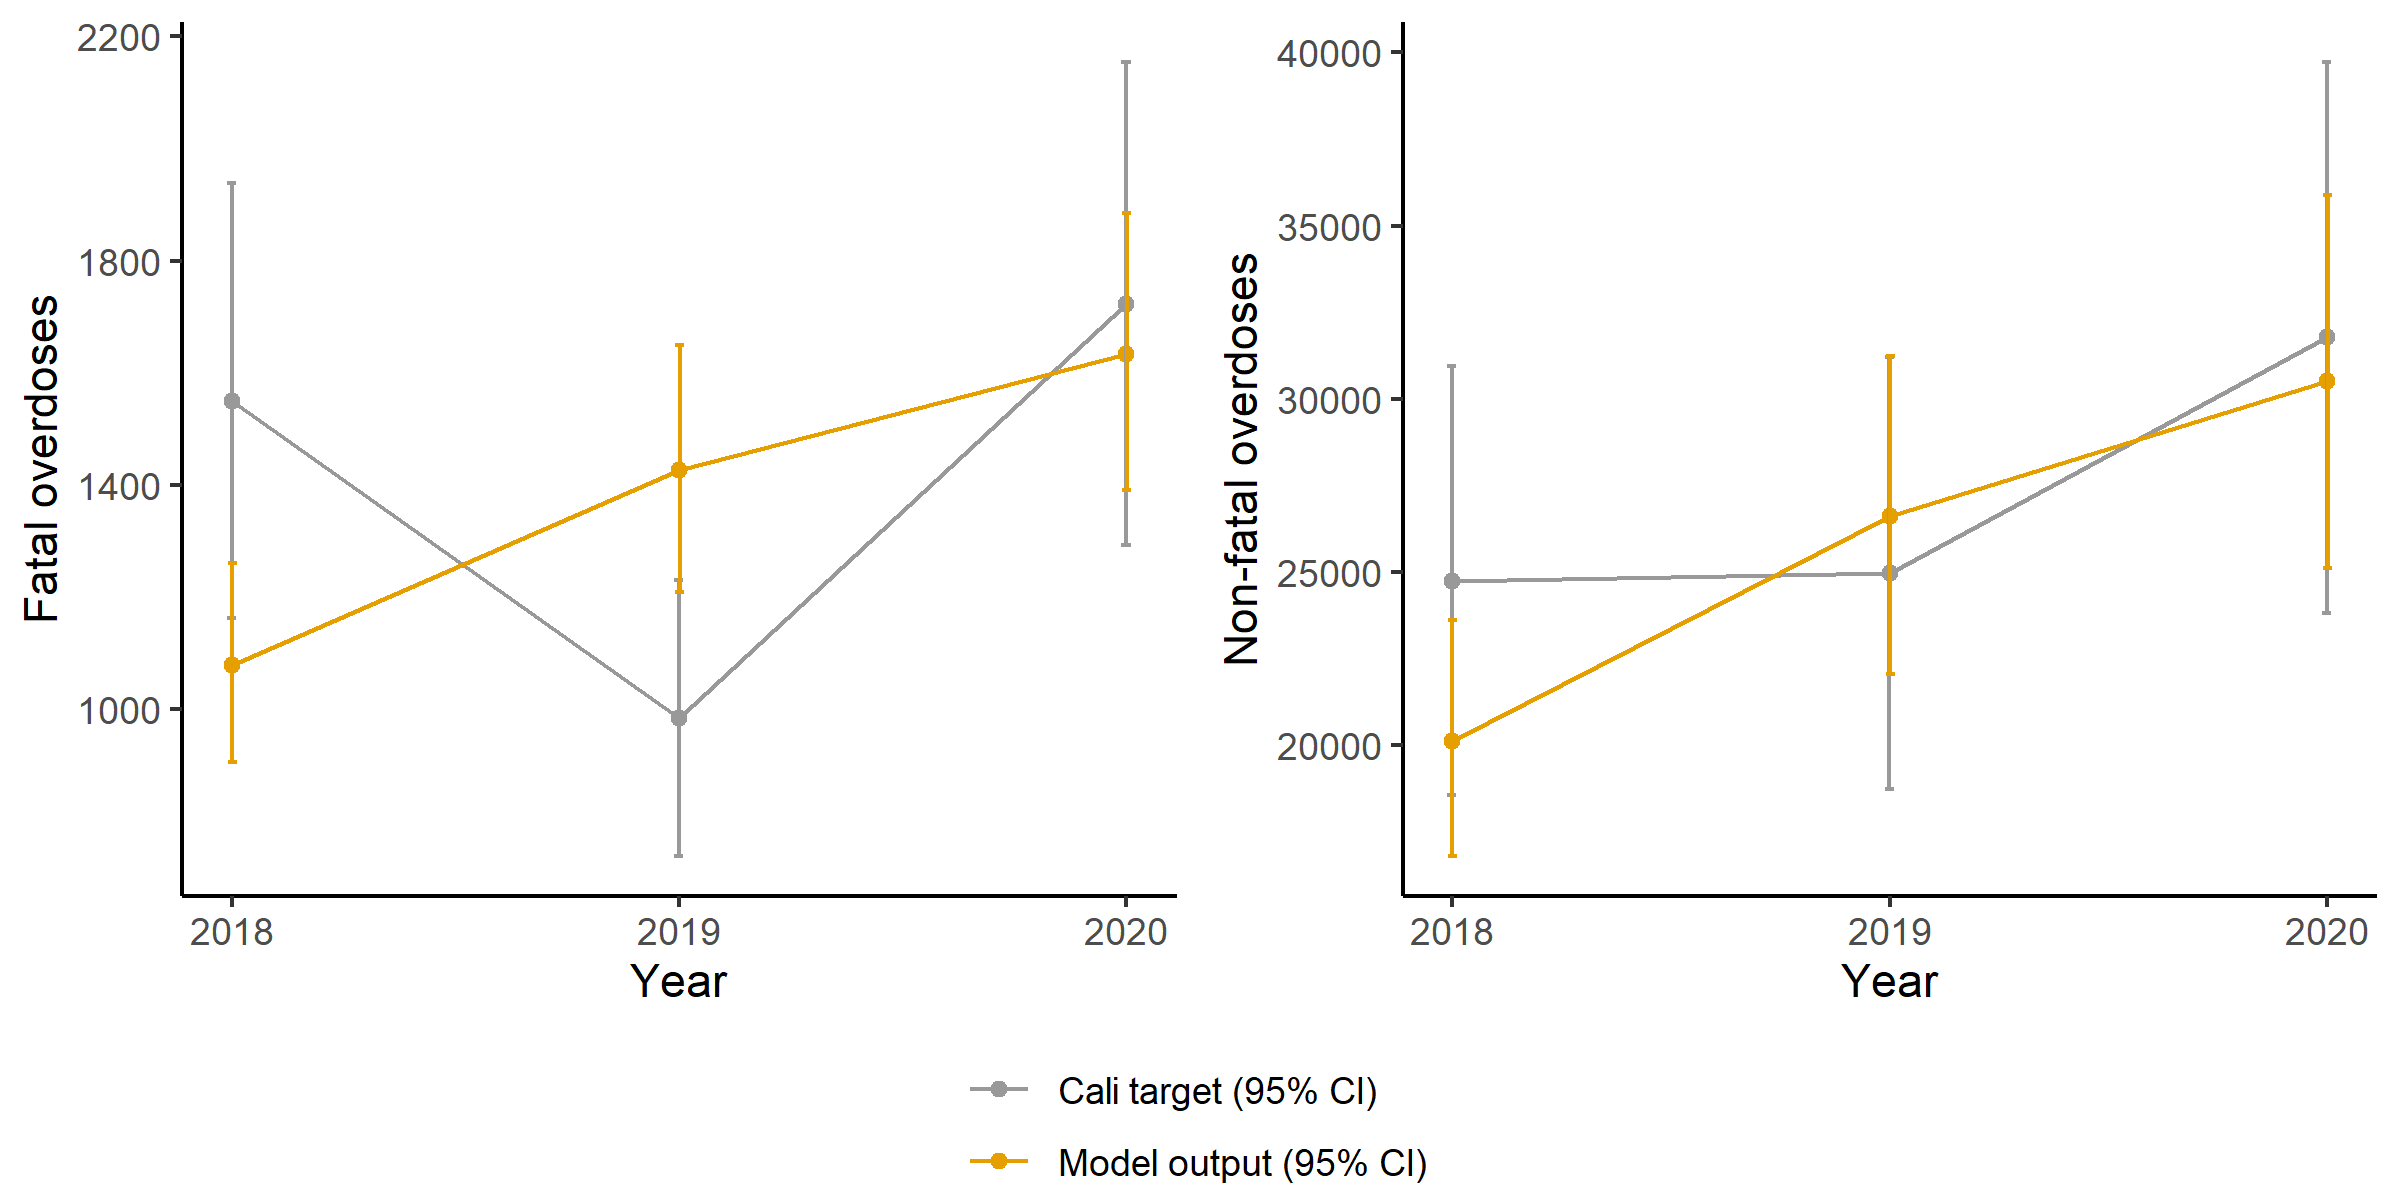 Fatal overdoses
2200
1800
1400
1000
2018 2019 2020
Year
Non-fatal overdoses
40000
35000
30000
25000
20000
2018 2019 2020
Year
Cali target (95% CI)
Model output (95% CI)